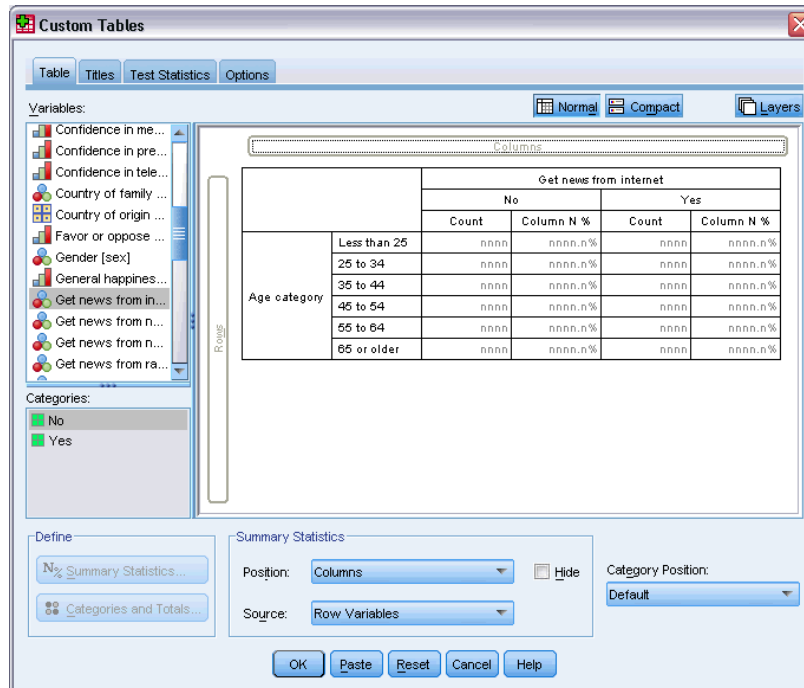 Custom Tables
Table Titles Test Statistics Options
Variables:
Normal Compact Layers
Confidence in me...
Confidence in pre...
Confidence in tele...
Country of family ...
Country of origin ...
Favor or oppose ...
Gender [sex]
General happines...
Get news from in...
Get news from n...
Get news from n...
Get news from ra...
Categories:
No
Yes
Columns
Rows
Get news from internet
No Yes
Count Column N % Count Column N %
Age category
Less than 25 nnnn nnnn.n% nnnn nnnn.n%
25 to 34 nnnn nnnn.n% nnnn nnnn.n%
35 to 44 nnnn nnnn.n% nnnn nnnn.n%
45 to 54 nnnn nnnn.n% nnnn nnnn.n%
55 to 64 nnnn nnnn.n% nnnn nnnn.n%
65 or older nnnn nnnn.n% nnnn nnnn.n%
Define
N% Summary Statistics...
Categories and Totals...
Summary Statistics
Position: Columns Hide
Source: Row Variables
Category Position:
Default
OK Paste Reset Cancel Help